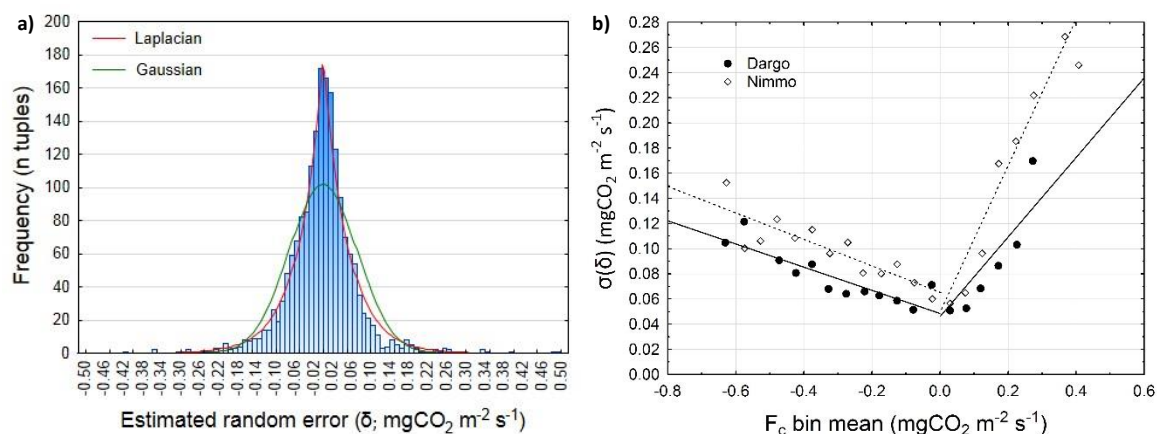 a)
Laplacian
Gaussian
200
180
160
140
120
100
80
60
40
20
0
Frequency (n tuples)
-0.50 -0.46 -0.42 -0.38 -0.34 -0.30 -0.26 -0.22 -0.18 -0.14 -0.10 -0.06 -0.02 0.02 0.06 0.10 0.14 0.18 0.22 0.26 0.30 0.34 0.38 0.42 0.46 0.50
Estimated random error (δ; mgCO₂ m⁻² s⁻¹)
b)
Dargo
Nimmo
0.28
0.26
0.24
0.22
0.20
0.18
0.16
0.14
0.12
0.10
0.08
0.06
0.04
0.02
0.00
σ(δ) (mgCO₂ m⁻² s⁻¹)
-0.8 -0.6 -0.4 -0.2 0.0 0.2 0.4 0.6
F_c bin mean (mgCO₂ m⁻² s⁻¹)